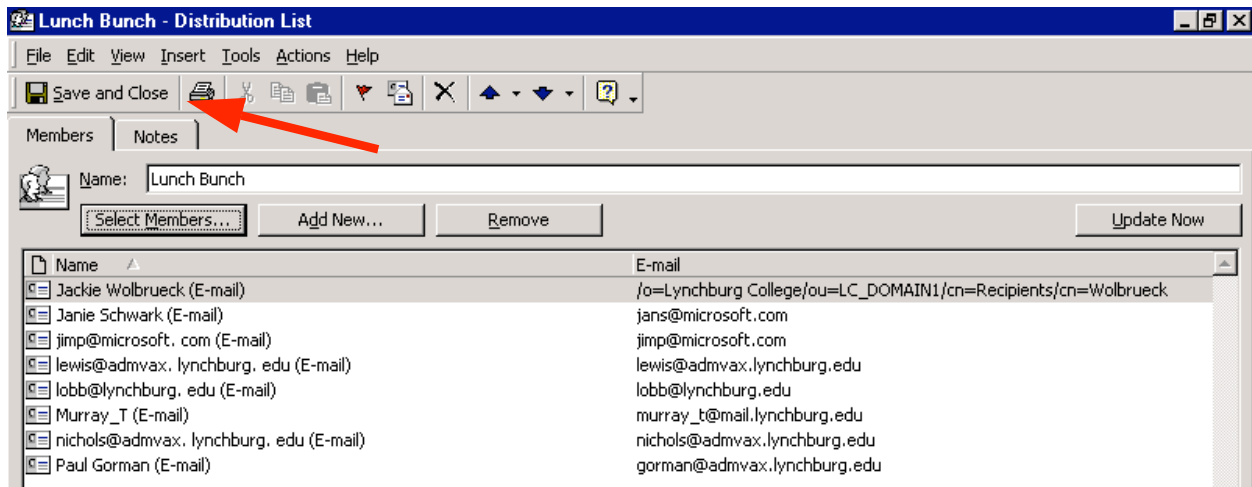 Lunch Bunch - Distribution List
File Edit View Insert Tools Actions Help
Save and Close
Members Notes
Name: Lunch Bunch
Select Members... Add New... Remove Update Now
Name E-mail
Jackie Wolbrueck (E-mail) /o=Lynchburg College/ou=LC_DOMAIN1/cn=Recipients/cn=Wolbrueck
Janie Schwark (E-mail) jans@microsoft.com
jimp@microsoft. com (E-mail) jimp@microsoft.com
lewis@admvax. lynchburg. edu (E-mail) lewis@admvax.lynchburg.edu
lobb@lynchburg. edu (E-mail) lobb@lynchburg.edu
Murray_T (E-mail) murray_t@mail.lynchburg.edu
nichols@admvax. lynchburg. edu (E-mail) nichols@admvax.lynchburg.edu
Paul Gorman (E-mail) gorman@admvax.lynchburg.edu